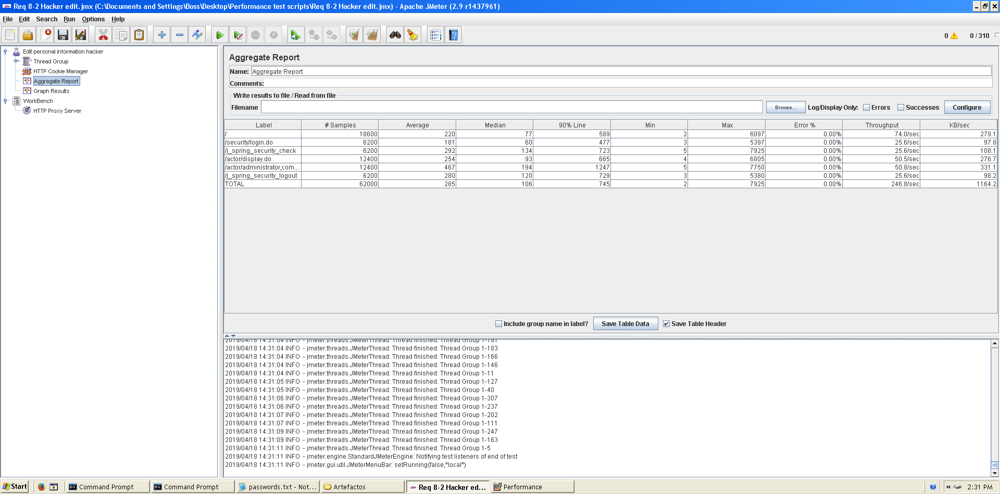 Req 8-2 Hacker edit.jmx (C:\Documents and Settings\Boss\Desktop\Performance test scripts\Req 8-2 Hacker edit.jmx) - Apache JMeter (2.9 r1437961)
File Edit Search Run Options Help
0 0 / 310
Edit personal information hacker
Thread Group
HTTP Cookie Manager
Aggregate Report
Graph Results
WorkBench
HTTP Proxy Server
Aggregate Report
Name: Aggregate Report
Comments:
Write results to file / Read from file
Filename Browse... Log/Display Only: Errors Successes Configure
Label # Samples Average Median 90% Line Min Max Error % Throughput KB/sec
/ 18600 220 77 589 2 6097 0.00% 74.0/sec 279.1
/security/login.do 6200 181 60 477 3 5397 0.00% 25.6/sec 97.8
/j_spring_security_check 6200 292 134 723 5 7925 0.00% 25.6/sec 108.1
/actor/display.do 12400 254 93 665 4 6805 0.00% 50.5/sec 276.7
/actor/administrator,com... 12400 467 194 1247 5 7750 0.00% 50.8/sec 331.1
/j_spring_security_logout 6200 280 120 729 3 5380 0.00% 25.6/sec 98.2
TOTAL 62000 285 106 745 2 7925 0.00% 246.8/sec 1164.2
Include group name in label? Save Table Data Save Table Header
2019/04/18 14:31:04 INFO - jmeter.threads.JMeterThread: Thread finished: Thread Group 1-191
2019/04/18 14:31:04 INFO - jmeter.threads.JMeterThread: Thread finished: Thread Group 1-183
2019/04/18 14:31:04 INFO - jmeter.threads.JMeterThread: Thread finished: Thread Group 1-166
2019/04/18 14:31:04 INFO - jmeter.threads.JMeterThread: Thread finished: Thread Group 1-146
2019/04/18 14:31:04 INFO - jmeter.threads.JMeterThread: Thread finished: Thread Group 1-11
2019/04/18 14:31:05 INFO - jmeter.threads.JMeterThread: Thread finished: Thread Group 1-127
2019/04/18 14:31:05 INFO - jmeter.threads.JMeterThread: Thread finished: Thread Group 1-40
2019/04/18 14:31:06 INFO - jmeter.threads.JMeterThread: Thread finished: Thread Group 1-307
2019/04/18 14:31:06 INFO - jmeter.threads.JMeterThread: Thread finished: Thread Group 1-237
2019/04/18 14:31:07 INFO - jmeter.threads.JMeterThread: Thread finished: Thread Group 1-202
2019/04/18 14:31:07 INFO - jmeter.threads.JMeterThread: Thread finished: Thread Group 1-111
2019/04/18 14:31:09 INFO - jmeter.threads.JMeterThread: Thread finished: Thread Group 1-247
2019/04/18 14:31:09 INFO - jmeter.threads.JMeterThread: Thread finished: Thread Group 1-163
2019/04/18 14:31:11 INFO - jmeter.threads.JMeterThread: Thread finished: Thread Group 1-5
2019/04/18 14:31:11 INFO - jmeter.engine.StandardJMeterEngine: Notifying test listeners of end of test
2019/04/18 14:31:11 INFO - jmeter.gui.util.JMeterMenuBar: setRunning(false,*local*)
Start Command Prompt Command Prompt passwords.txt - Not... Artefactos Req 8-2 Hacker ed... Performance « 2:31 PM